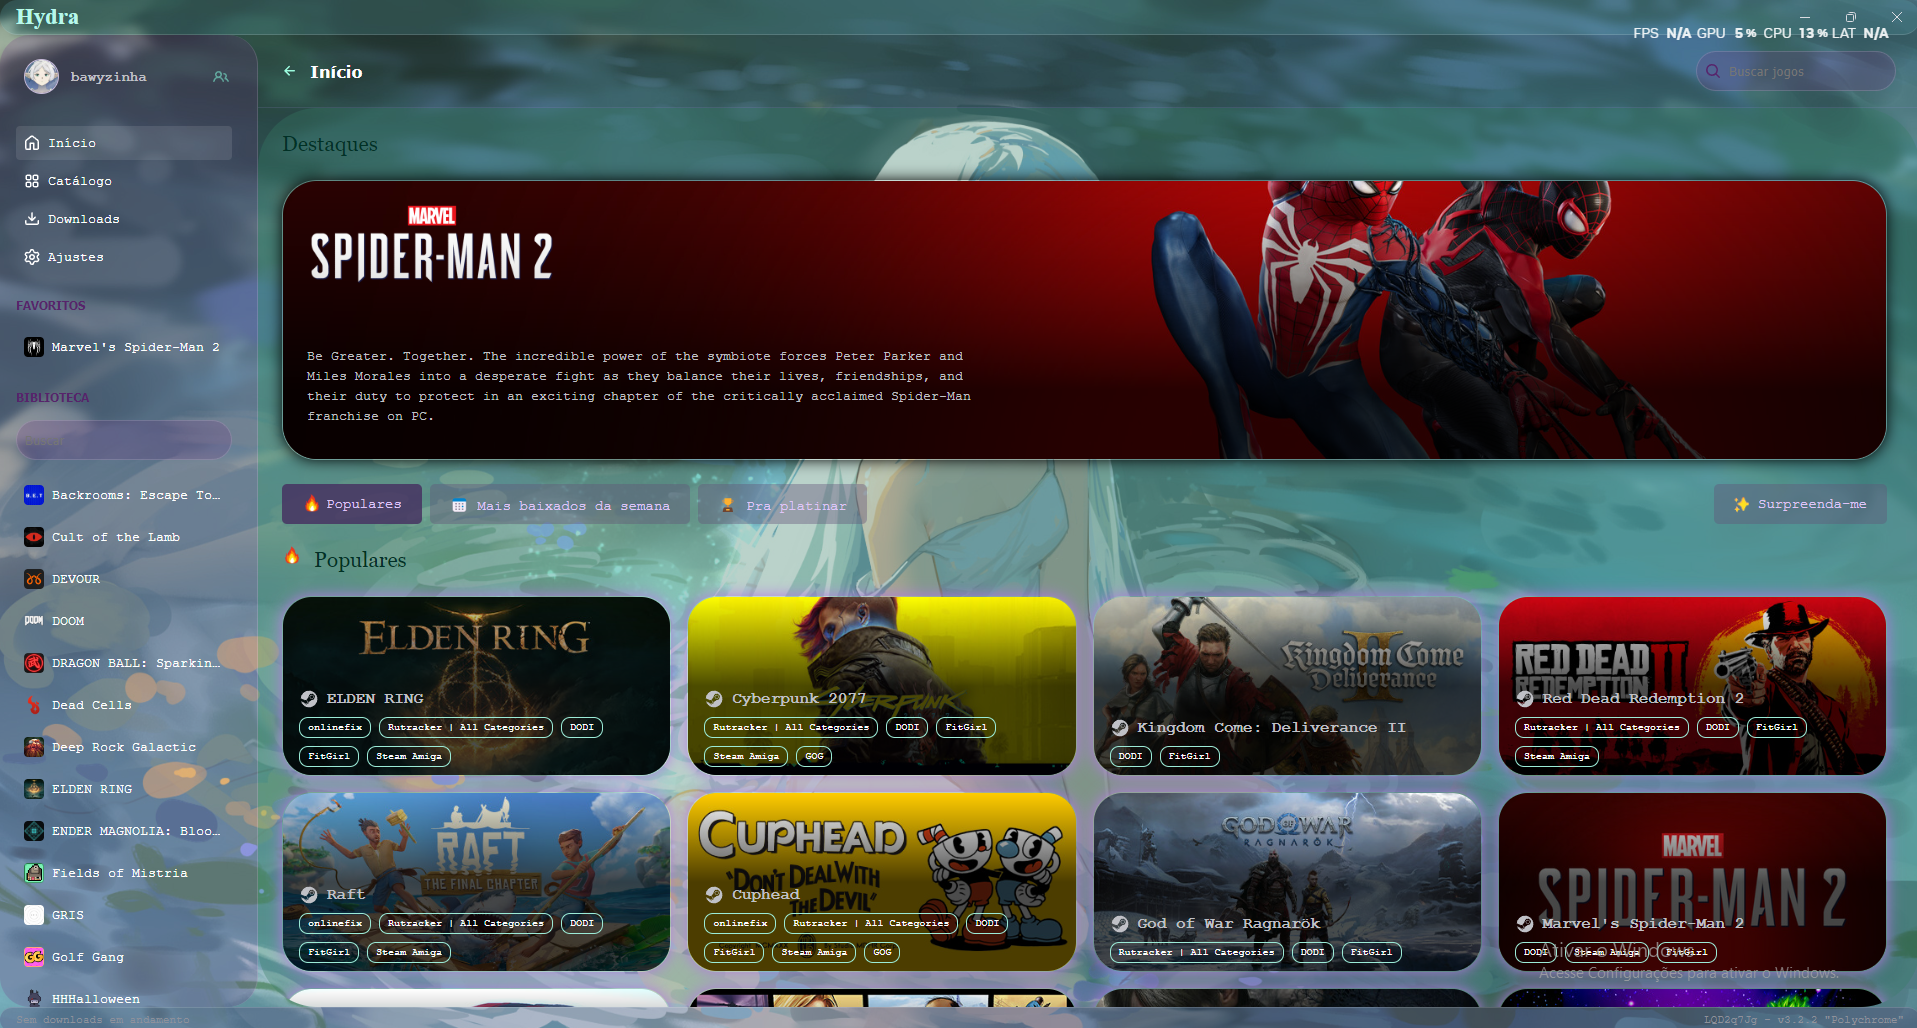 Hydra
FPS N/A GPU 5% CPU 13% LAT N/A
bawyzinha
Início
Catálogo
Downloads
Ajustes
FAVORITOS
Marvel's Spider-Man 2
BIBLIOTECA
Buscar
Backrooms: Escape To...
Cult of the Lamb
DEVOUR
DOOM
DRAGON BALL: Sparkin...
Dead Cells
Deep Rock Galactic
ELDEN RING
ENDER MAGNOLIA: Bloo...
Fields of Mistria
GRIS
Golf Gang
HHHalloween
Sem downloads em andamento
Início
Buscar jogos
Destaques
MARVEL
SPIDER-MAN 2
Be Greater. Together. The incredible power of the symbiote forces Peter Parker and
Miles Morales into a desperate fight as they balance their lives, friendships, and
their duty to protect in an exciting chapter of the critically acclaimed Spider-Man
franchise on PC.
Populares
Mais baixados da semana
Pra platinar
Surpreenda-me
Populares
ELDEN RING
ELDEN RING
onlinefix Rutracker | All Categories DODI
FitGirl Steam Amiga
CYBERPUNK
Cyberpunk 2077
Rutracker | All Categories DODI FitGirl
Steam Amiga GOG
Kingdom Come II
Deliverance
Kingdom Come: Deliverance II
DODI FitGirl
RED DEAD II
REDEMPTION
Red Dead Redemption 2
Rutracker | All Categories DODI FitGirl
Steam Amiga
RAFT
THE FINAL CHAPTER
Raft
onlinefix Rutracker | All Categories DODI
FitGirl Steam Amiga
CUPHEAD
"DON'T DEAL WITH
THE DEVIL"
Cuphead
onlinefix Rutracker | All Categories DODI
FitGirl Steam Amiga GOG
GOD OF WAR
RAGNARÖK
God of War Ragnarök
Rutracker | All Categories DODI FitGirl
MARVEL
SPIDER-MAN 2
Marvel's Spider-Man 2
DODI Steam Amiga FitGirl
Ativar o Windows
Acesse Configurações para ativar o Windows.
LQD2q7Jg - v3.2.2 "Polychrome"